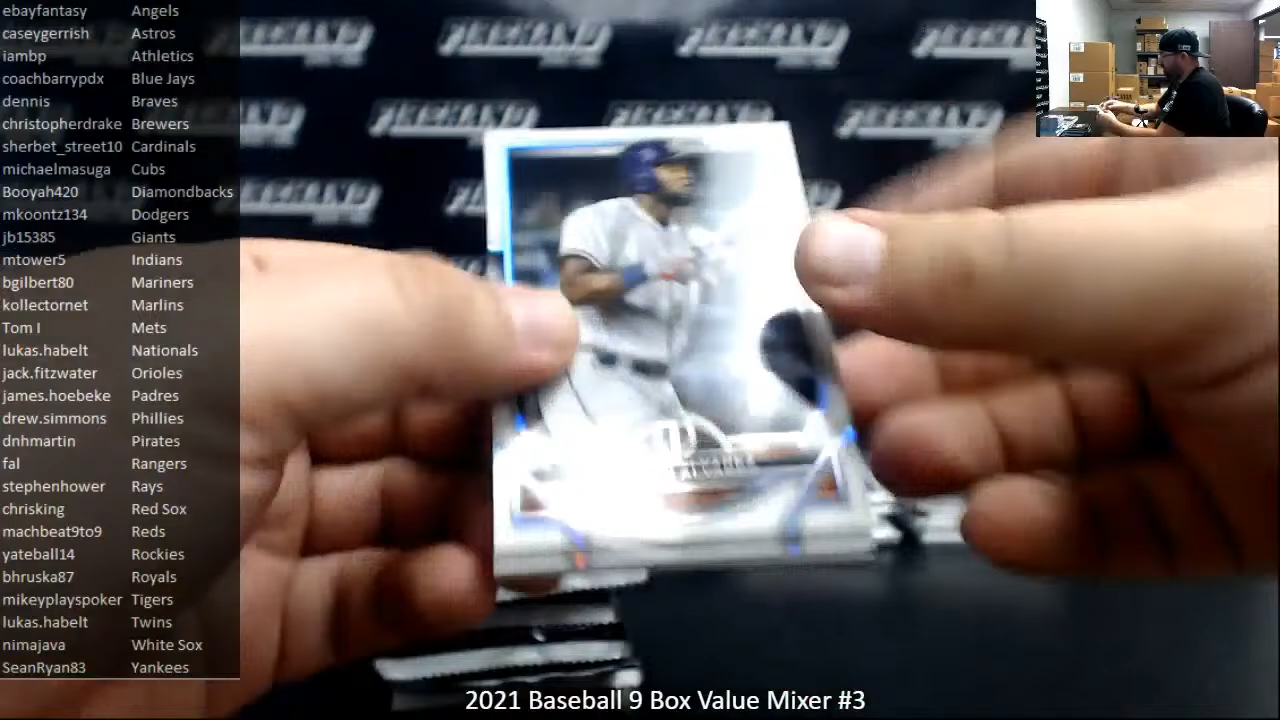 ebayfantasy Angels
caseygerrish Astros
iambp Athletics
coachbarrypdx Blue Jays
dennis Braves
christopherdrake Brewers
sherbet_street10 Cardinals
michaelmasuga Cubs
Booyah420 Diamondbacks
mkoontz134 Dodgers
jb15385 Giants
mtower5 Indians
bgilbert80 Mariners
kollectornet Marlins
Tom I Mets
lukas.habelt Nationals
jack.fitzwater Orioles
james.hoebeke Padres
drew.simmons Phillies
dnhmartin Pirates
fal Rangers
stephenhower Rays
chrisking Red Sox
machbeat9to9 Reds
yateball14 Rockies
bhruska87 Royals
mikeyplayspoker Tigers
lukas.habelt Twins
nimajava White Sox
SeanRyan83 Yankees
2021 Baseball 9 Box Value Mixer #3